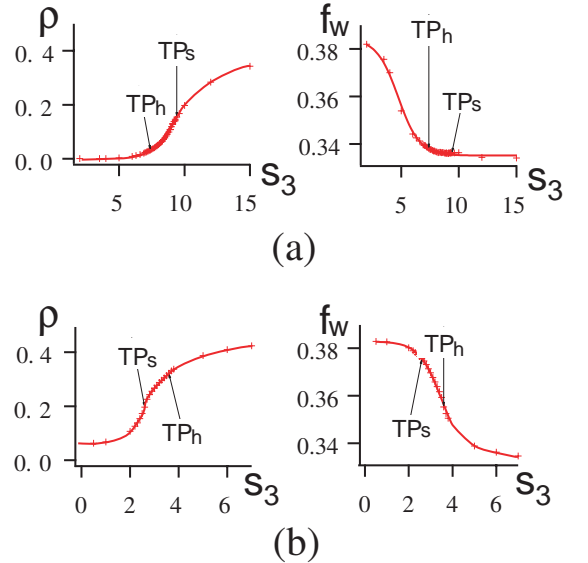 ρ
0. 4
0. 2
0. 0
TPₛ
TPₕ
5 10 15
S₃
f_w
0.38
0.36
0.34
TPₕ
TPₛ
5 10 15
S₃
(a)
ρ
0. 4
0. 2
0. 0
TPₛ
TPₕ
0 2 4 6
S₃
f_w
0.38
0.36
0.34
TPₕ
TPₛ
0 2 4 6
S₃
(b)